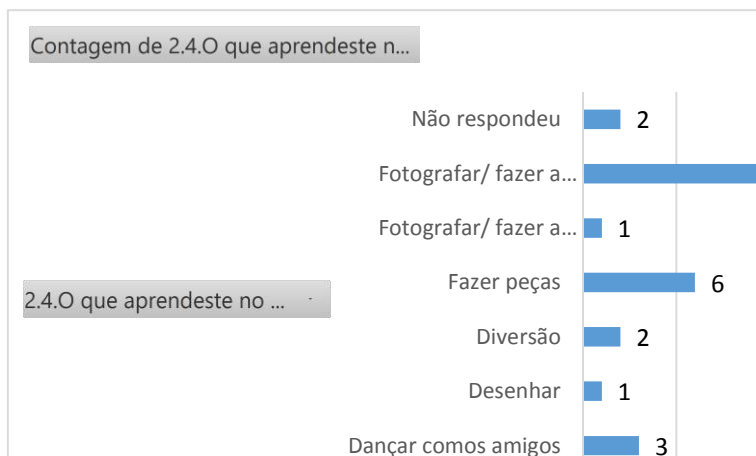 Contagem de 2.4.O que aprendeste n...
Não respondeu 2
Fotografar/ fazer a...
Fotografar/ fazer a... 1
Fazer peças 6
2.4.O que aprendeste no ...
Diversão 2
Desenhar 1
Dançar comos amigos 3